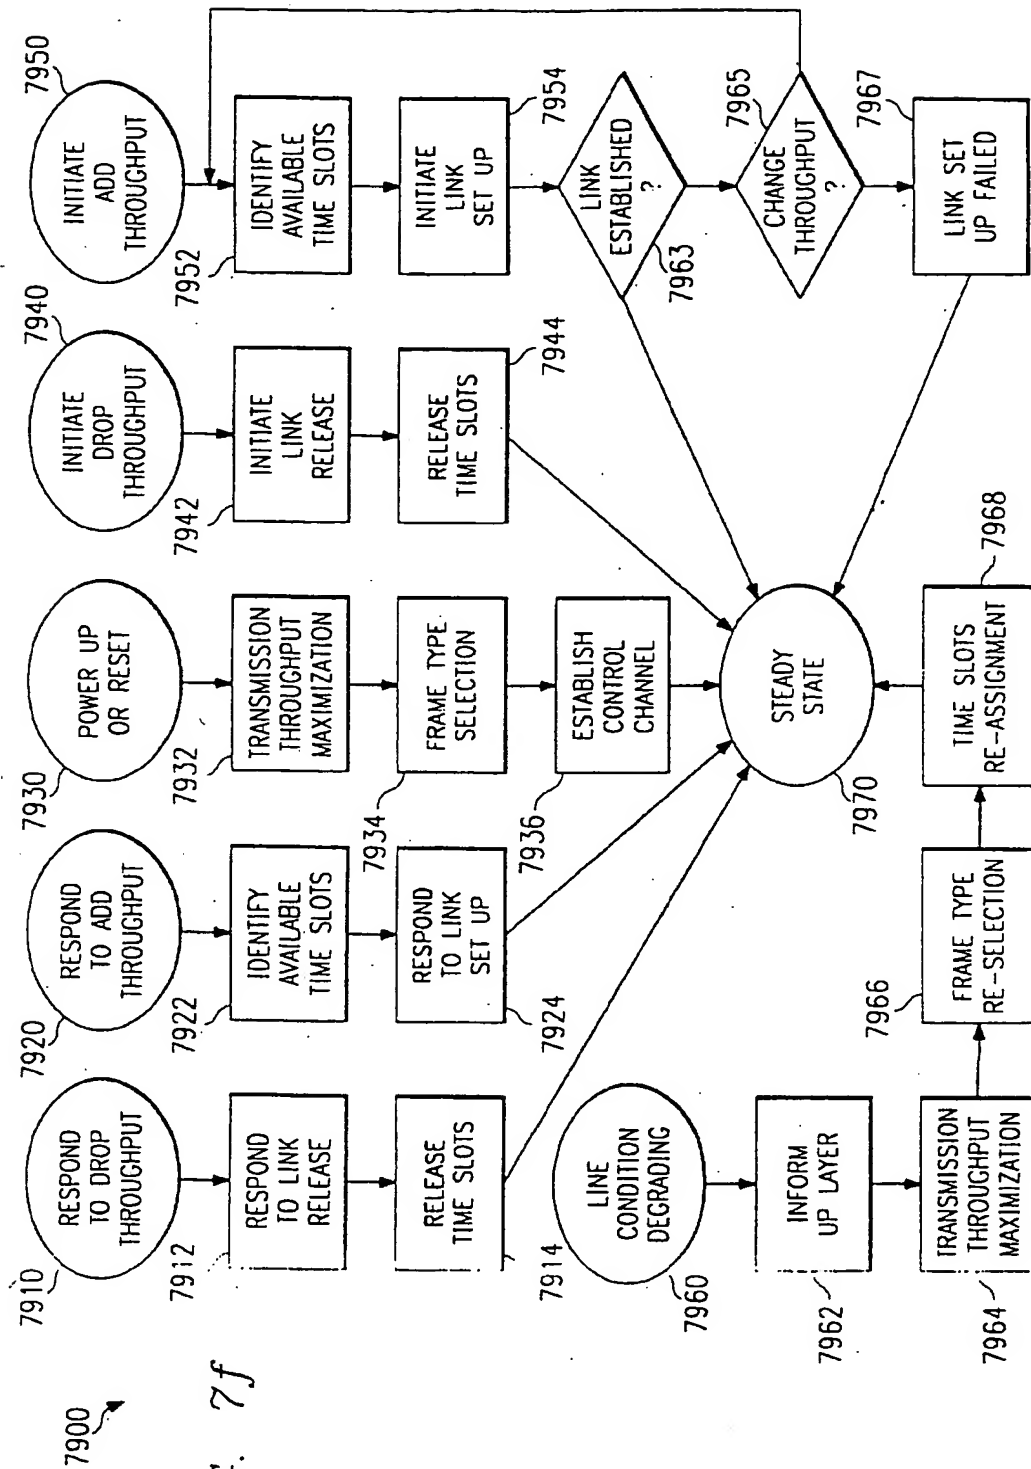 7900
7f
7910
RESPOND
TO DROP
THROUGHPUT
7912
RESPOND
TO LINK
RELEASE
RELEASE
TIME SLOTS
7914
7920
RESPOND
TO ADD
THROUGHPUT
7922
IDENTIFY
AVAILABLE
TIME SLOTS
RESPOND
TO LINK
SET UP
7924
7930
POWER UP
OR RESET
7932
TRANSMISSION
THROUGHPUT
MAXIMIZATION
7934
FRAME TYPE
SELECTION
7936
ESTABLISH
CONTROL
CHANNEL
7940
INITIATE
DROP
THROUGHPUT
7942
INITIATE
LINK
RELEASE
RELEASE
TIME SLOTS
7944
7950
INITIATE
ADD
THROUGHPUT
7952
IDENTIFY
AVAILABLE
TIME SLOTS
INITIATE
LINK
SET UP
7954
LINK
ESTABLISHED
?
7963
CHANGE
THROUGHPUT
?
7965
LINK SET
UP FAILED
7967
LINE
CONDITION
DEGRADING
7960
INFORM
UP LAYER
7962
TRANSMISSION
THROUGHPUT
MAXIMIZATION
7964
7966
FRAME TYPE
RE-SELECTION
TIME SLOTS
RE-ASSIGNMENT
7968
STEADY
STATE
7970